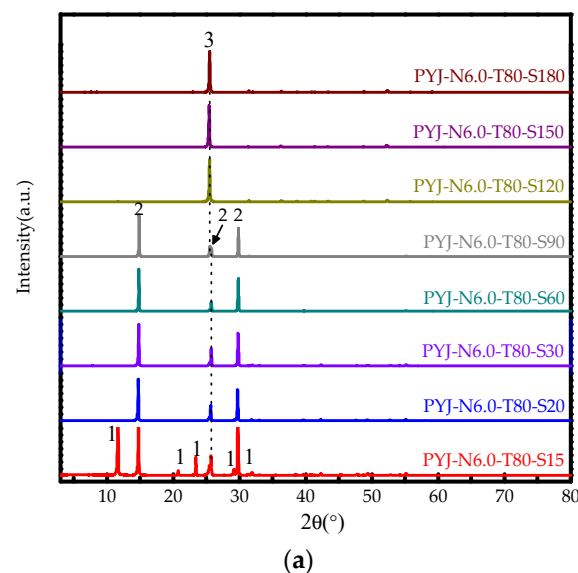 3
PYJ-N6.0-T80-S180
PYJ-N6.0-T80-S150
PYJ-N6.0-T80-S120
2 2 2
PYJ-N6.0-T80-S90
PYJ-N6.0-T80-S60
PYJ-N6.0-T80-S30
PYJ-N6.0-T80-S20
1 1 1 1 1
PYJ-N6.0-T80-S15
Intensity(a.u.)
10 20 30 40 50 60 70 80
2θ(°)
(a)